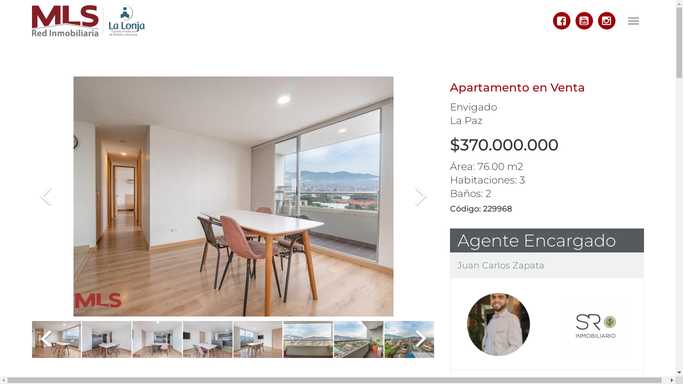 MLS
Red Inmobiliaria
La Lonja
Apartamento en Venta
Envigado
La Paz
$370.000.000
Área: 76.00 m2
Habitaciones: 3
Baños: 2
Código: 229968
Agente Encargado
Juan Carlos Zapata
MLS
SR
INMOBILIARIO